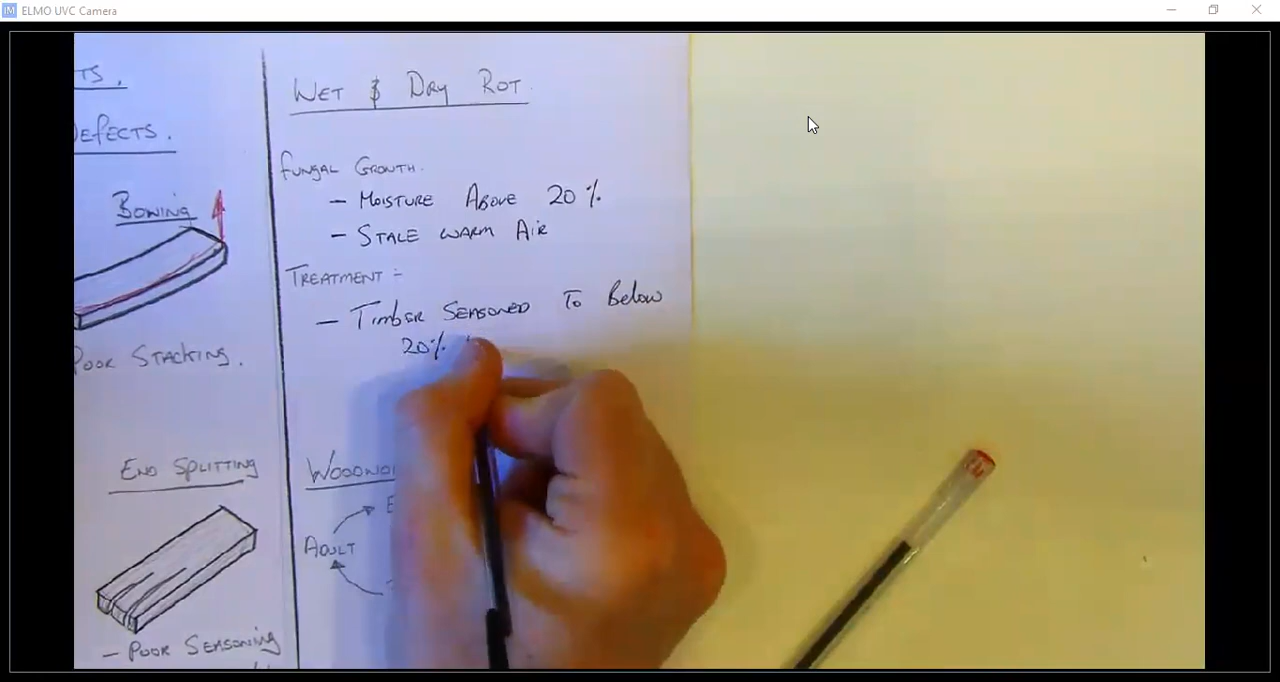 ELMO UVC Camera
TS.
DEFECTS.
BOWING
POOR STACKING.
END SPLITTING
- POOR SEASONING
WET & DRY ROT.
FUNGAL GROWTH.
- MOISTURE ABOVE 20%
- STALE WARM AIR
TREATMENT :-
- TIMBER SEASONED TO BELOW
20%
ADULT